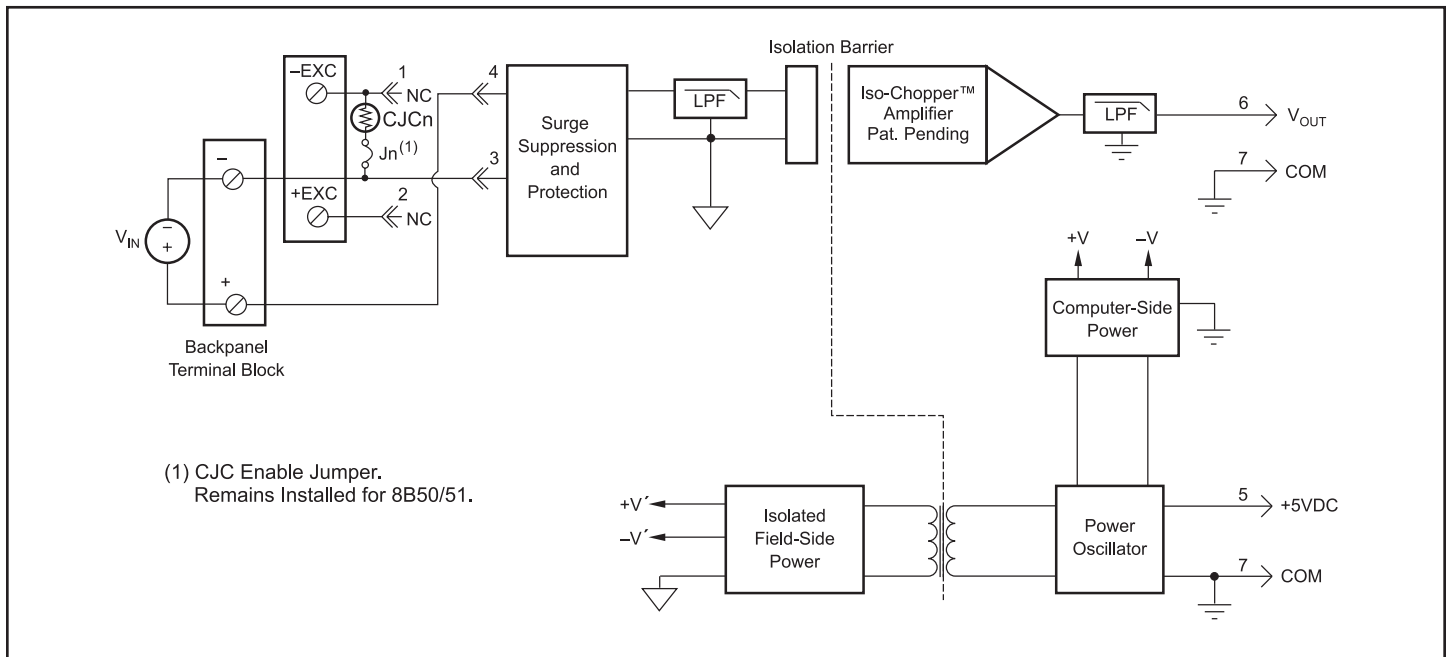 Isolation Barrier
–EXC
1
NC
CJCn
Jn(1)
4
3
+EXC
2
NC
–
+
VIN
–
+
Backpanel
Terminal Block
Surge
Suppression
and
Protection
LPF
Iso-Chopper™
Amplifier
Pat. Pending
LPF
6
VOUT
7
COM
+V
–V
Computer-Side
Power
(1) CJC Enable Jumper.
Remains Installed for 8B50/51.
+V´
–V´
Isolated
Field-Side
Power
Power
Oscillator
5
+5VDC
7
COM